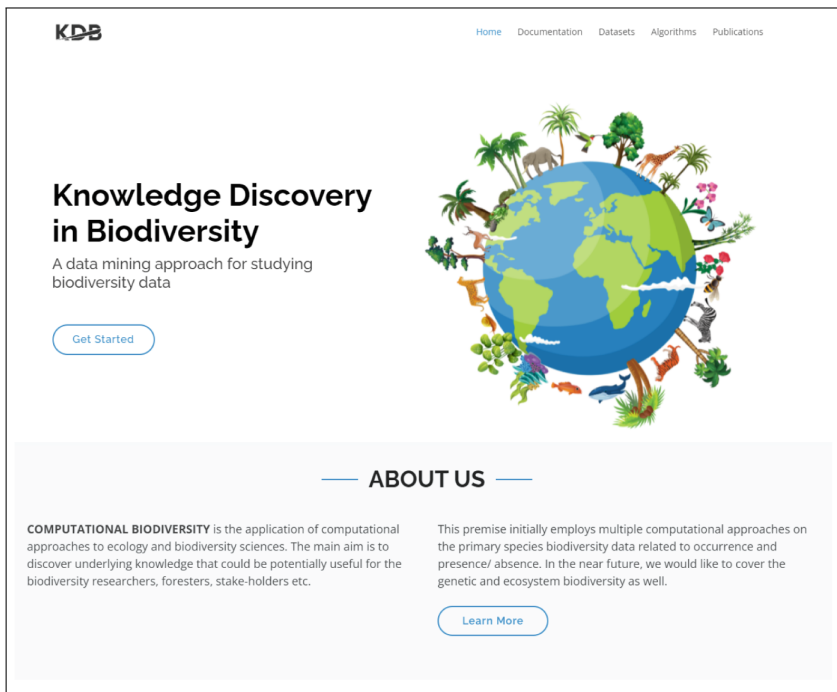 KDB
Home Documentation Datasets Algorithms Publications
Knowledge Discovery
in Biodiversity
A data mining approach for studying
biodiversity data
Get Started
ABOUT US
COMPUTATIONAL BIODIVERSITY is the application of computational
approaches to ecology and biodiversity sciences. The main aim is to
discover underlying knowledge that could be potentially useful for the
biodiversity researchers, foresters, stake-holders etc.
This premise initially employs multiple computational approaches on
the primary species biodiversity data related to occurrence and
presence/ absence. In the near future, we would like to cover the
genetic and ecosystem biodiversity as well.
Learn More